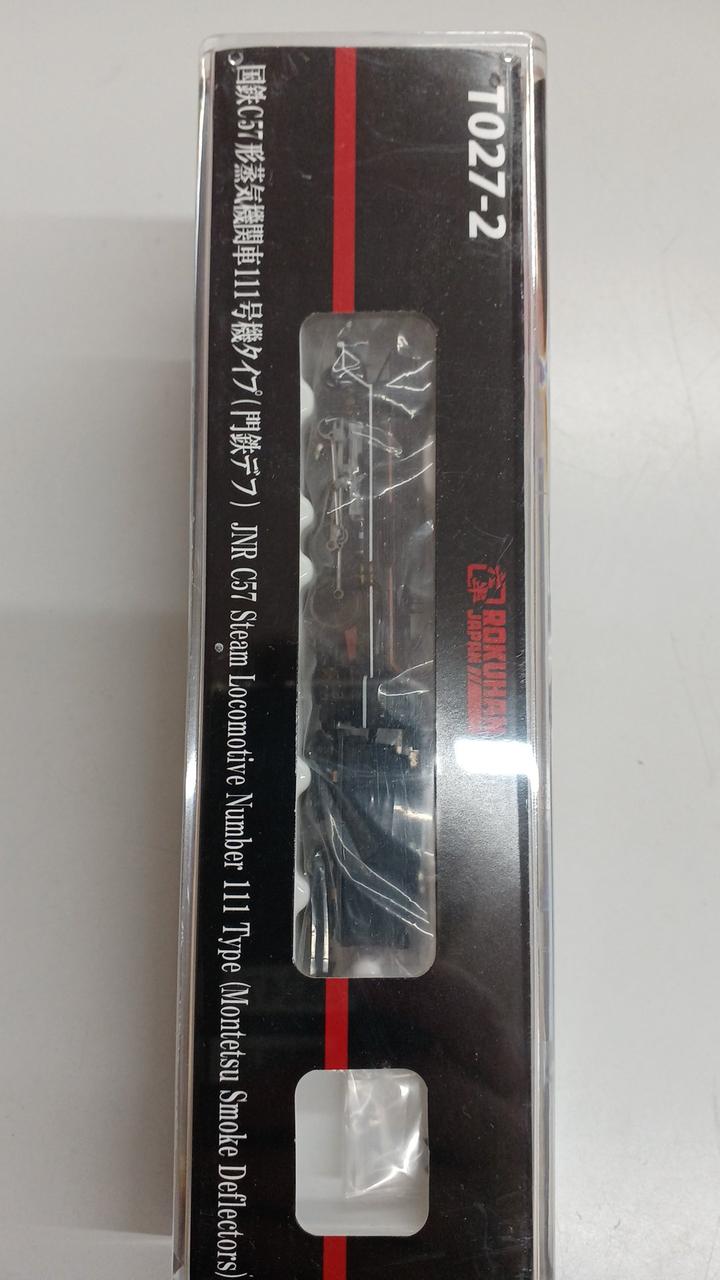 T027-2
ROKUHAN
JAPAN
国鉄C57形蒸気機関車111号機タイプ(門鉄デフ) JNR C57 Steam Locomotive Number 111 Type (Montetsu Smoke Deflectors)